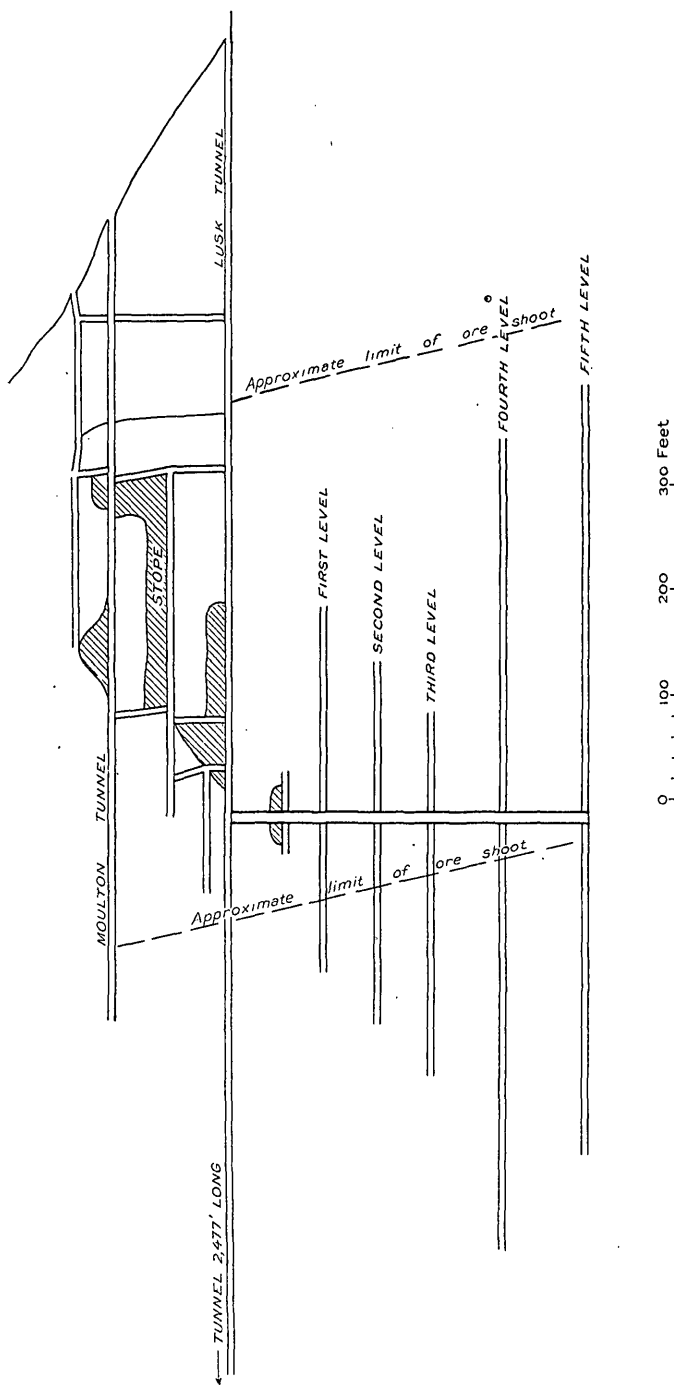 MOULTON TUNNEL
LUSK TUNNEL
STOPE
← TUNNEL 2,477' LONG
Approximate limit of ore shoot
Approximate limit of ore shoot
FIRST LEVEL
SECOND LEVEL
THIRD LEVEL
FOURTH LEVEL
FIFTH LEVEL
0 100 200 300 Feet